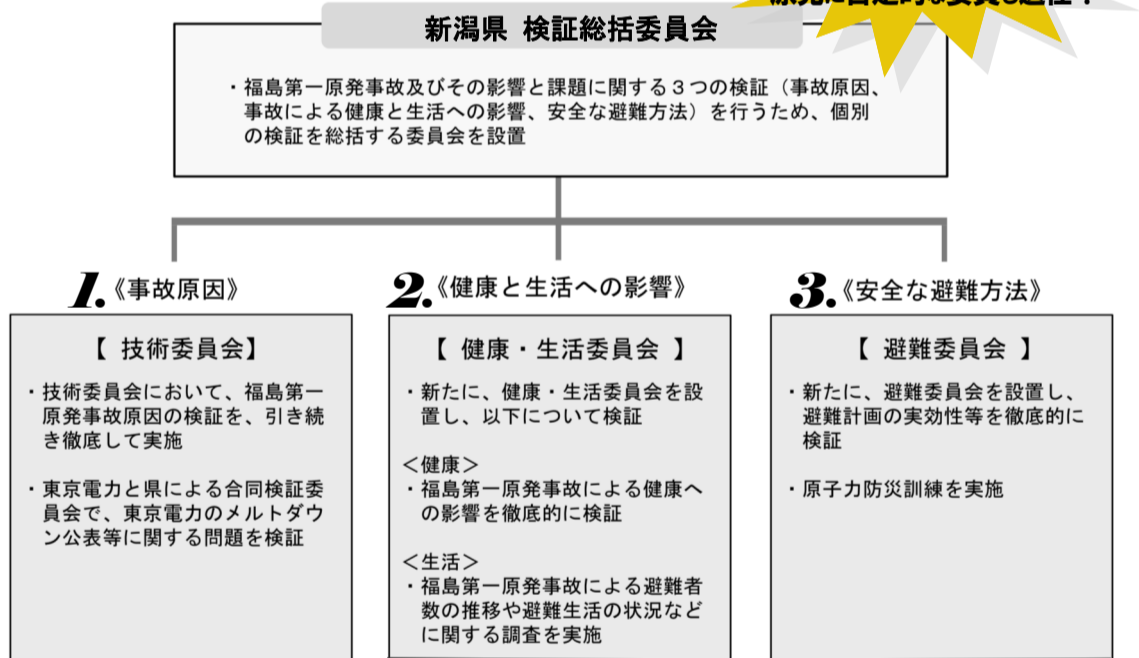 原発に否定的な委員も選任！
新潟県 検証総括委員会
・福島第一原発事故及びその影響と課題に関する３つの検証（事故原因、
事故による健康と生活への影響、安全な避難方法）を行うため、個別
の検証を総括する委員会を設置
1.《事故原因》
【 技術委員会】
・技術委員会において、福島第一
原発事故原因の検証を、引き続
き徹底して実施
・東京電力と県による合同検証委
員会で、東京電力のメルトダウ
ン公表等に関する問題を検証
2.《健康と生活への影響》
【 健康・生活委員会 】
・新たに、健康・生活委員会を設
置し、以下について検証
＜健康＞
・福島第一原発事故による健康へ
の影響を徹底的に検証
＜生活＞
・福島第一原発事故による避難者
数の推移や避難生活の状況など
に関する調査を実施
3.《安全な避難方法》
【 避難委員会 】
・新たに、避難委員会を設置し、
避難計画の実効性等を徹底的に
検証
・原子力防災訓練を実施